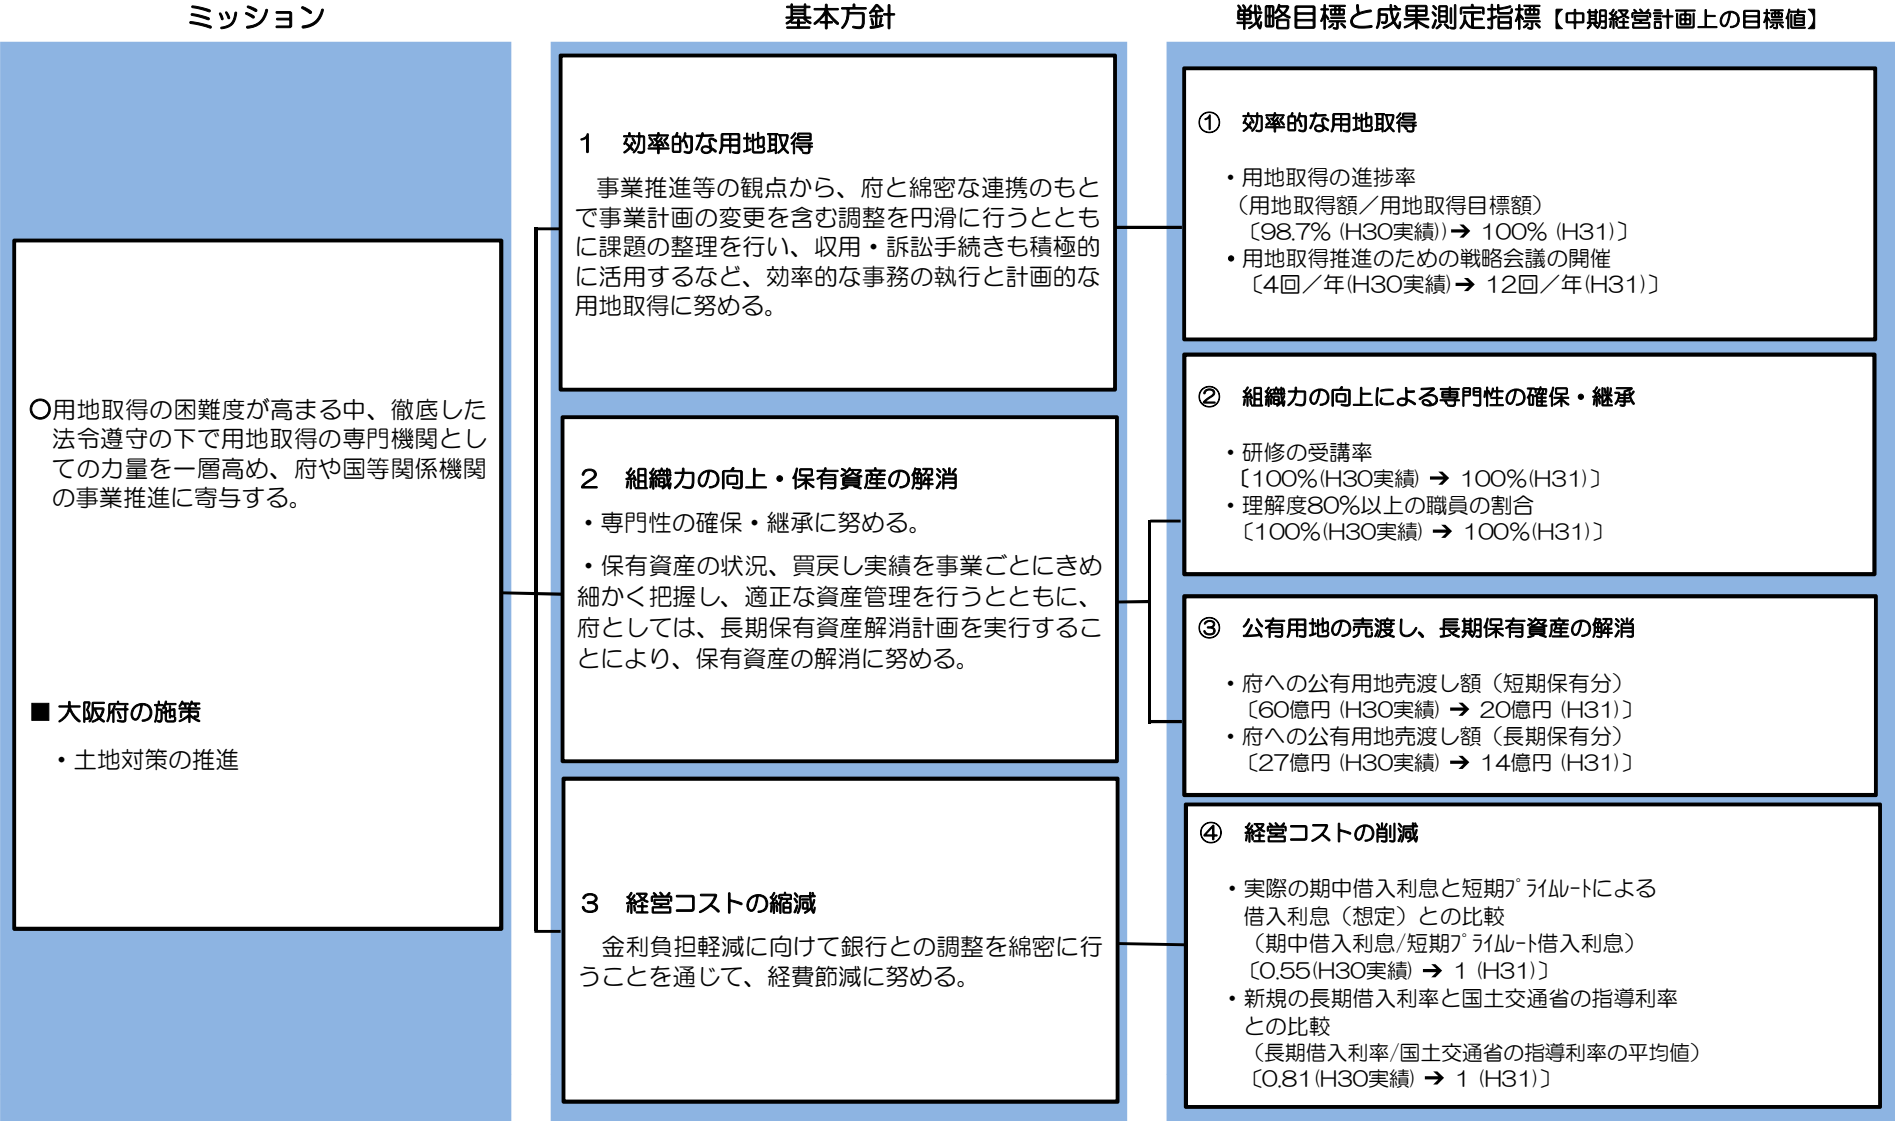 ミッション
○用地取得の困難度が高まる中、徹底した
法令遵守の下で用地取得の専門機関とし
ての力量を一層高め、府や国等関係機関
の事業推進に寄与する。
■ 大阪府の施策
・土地対策の推進
基本方針
１　効率的な用地取得
事業推進等の観点から、府と綿密な連携のもと
で事業計画の変更を含む調整を円滑に行うととも
に課題の整理を行い、収用・訴訟手続きも積極的
に活用するなど、効率的な事務の執行と計画的な
用地取得に努める。
２　組織力の向上・保有資産の解消
・専門性の確保・継承に努める。
・保有資産の状況、買戻し実績を事業ごとにきめ
細かく把握し、適正な資産管理を行うとともに、
府としては、長期保有資産解消計画を実行するこ
とにより、保有資産の解消に努める。
３　経営コストの縮減
金利負担軽減に向けて銀行との調整を綿密に行
うことを通じて、経費節減に努める。
戦略目標と成果測定指標【中期経営計画上の目標値】
①　効率的な用地取得
・用地取得の進捗率
（用地取得額／用地取得目標額）
〔98.7% (H30実績))➔ 100% (H31)〕
・用地取得推進のための戦略会議の開催
〔4回／年(H30実績)➔ 12回／年(H31)〕
②　組織力の向上による専門性の確保・継承
・研修の受講率
〔100%(H30実績) ➔ 100%(H31)〕
・理解度80%以上の職員の割合
〔100%(H30実績) ➔ 100%(H31)〕
③　公有用地の売渡し、長期保有資産の解消
・府への公有用地売渡し額（短期保有分）
〔60億円 (H30実績) ➔ 20億円 (H31)〕
・府への公有用地売渡し額（長期保有分）
〔27億円 (H30実績) ➔ 14億円 (H31)〕
④　経営コストの削減
・実際の期中借入利息と短期ﾌﾟﾗｲﾑﾚｰﾄによる
借入利息（想定）との比較
（期中借入利息/短期ﾌﾟﾗｲﾑﾚｰﾄ借入利息）
〔0.55(H30実績) ➔ 1 (H31)〕
・新規の長期借入利率と国土交通省の指導利率
との比較
（長期借入利率/国土交通省の指導利率の平均値）
〔0.81(H30実績) ➔ 1 (H31)〕